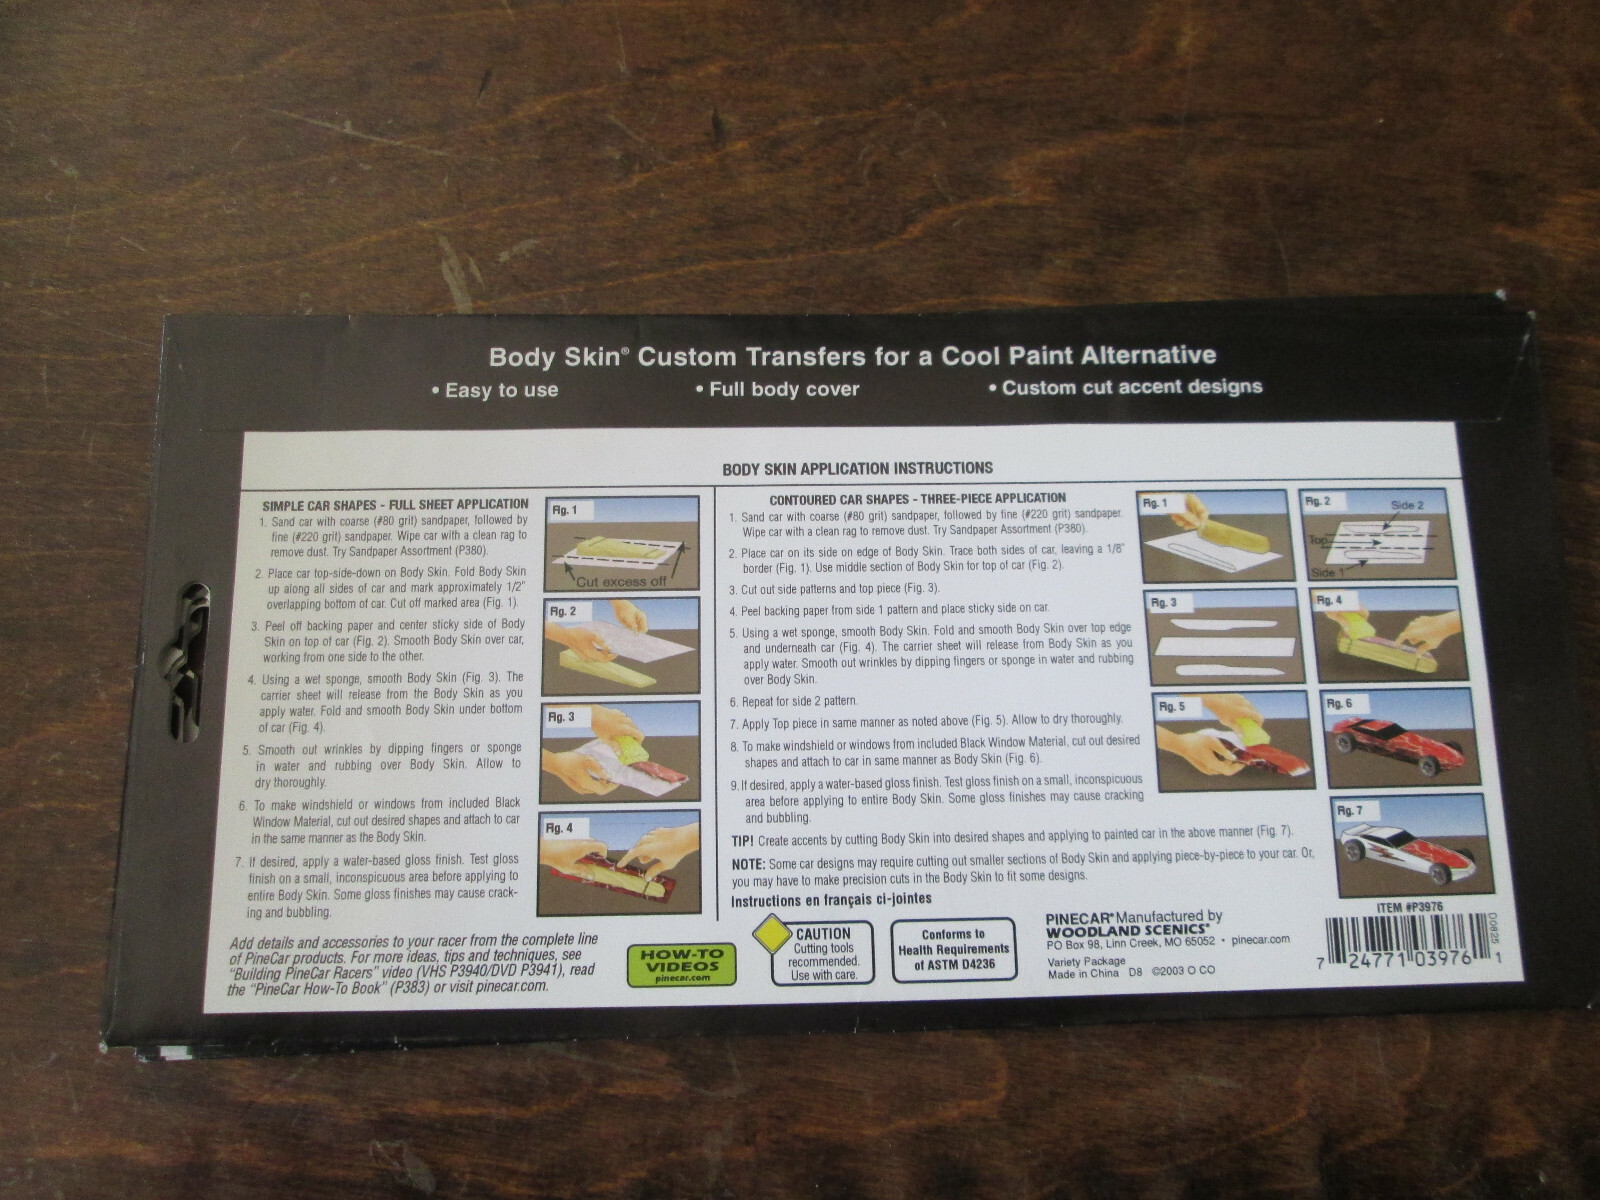 Body Skin® Custom Transfers for a Cool Paint Alternative
• Easy to use • Full body cover • Custom cut accent designs
BODY SKIN APPLICATION INSTRUCTIONS
SIMPLE CAR SHAPES - FULL SHEET APPLICATION
1. Sand car with coarse (#80 grit) sandpaper, followed by
fine (#220 grit) sandpaper. Wipe car with a clean rag to
remove dust. Try Sandpaper Assortment (P380).
2. Place car top-side-down on Body Skin. Fold Body Skin
up along all sides of car and mark approximately 1/2"
overlapping bottom of car. Cut off marked area (Fig. 1).
3. Peel off backing paper and center sticky side of Body
Skin on top of car (Fig. 2). Smooth Body Skin over car,
working from one side to the other.
4. Using a wet sponge, smooth Body Skin (Fig. 3). The
carrier sheet will release from the Body Skin as you
apply water. Fold and smooth Body Skin under bottom
of car (Fig. 4).
5. Smooth out wrinkles by dipping fingers or sponge
in water and rubbing over Body Skin. Allow to
dry thoroughly.
6. To make windshield or windows from included Black
Window Material, cut out desired shapes and attach to car
in the same manner as the Body Skin.
7. If desired, apply a water-based gloss finish. Test gloss
finish on a small, inconspicuous area before applying to
entire Body Skin. Some gloss finishes may cause crack-
ing and bubbling.
Fig. 1
Cut excess off
Fig. 2
Fig. 3
Fig. 4
CONTOURED CAR SHAPES - THREE-PIECE APPLICATION
1. Sand car with coarse (#80 grit) sandpaper, followed by fine (#220 grit) sandpaper.
Wipe car with a clean rag to remove dust. Try Sandpaper Assortment (P380).
2. Place car on its side on edge of Body Skin. Trace both sides of car, leaving a 1/8"
border (Fig. 1). Use middle section of Body Skin for top of car (Fig. 2).
3. Cut out side patterns and top piece (Fig. 3).
4. Peel backing paper from side 1 pattern and place sticky side on car.
5. Using a wet sponge, smooth Body Skin. Fold and smooth Body Skin over top edge
and underneath car (Fig. 4). The carrier sheet will release from Body Skin as you
apply water. Smooth out wrinkles by dipping fingers or sponge in water and rubbing
over Body Skin.
6. Repeat for side 2 pattern.
7. Apply Top piece in same manner as noted above (Fig. 5). Allow to dry thoroughly.
8. To make windshield or windows from included Black Window Material, cut out desired
shapes and attach to car in same manner as Body Skin (Fig. 6).
9. If desired, apply a water-based gloss finish. Test gloss finish on a small, inconspicuous
area before applying to entire Body Skin. Some gloss finishes may cause cracking
and bubbling.
TIP! Create accents by cutting Body Skin into desired shapes and applying to painted car in the above manner (Fig. 7).
NOTE: Some car designs may require cutting out smaller sections of Body Skin and applying piece-by-piece to your car. Or,
you may have to make precision cuts in the Body Skin to fit some designs.
Instructions en français ci-jointes
Fig. 1
Fig. 2
Side 2
Top
Side 1
Fig. 3
Fig. 4
Fig. 5
Fig. 6
Fig. 7
Add details and accessories to your racer from the complete line
of PineCar products. For more ideas, tips and techniques, see
"Building PineCar Racers" video (VHS P3940/DVD P3941), read
the "PineCar How-To Book" (P383) or visit pinecar.com.
HOW-TO
VIDEOS
pinecar.com
CAUTION
Cutting tools
recommended.
Use with care.
Conforms to
Health Requirements
of ASTM D4236
PINECAR® Manufactured by
WOODLAND SCENICS®
PO Box 98, Linn Creek, MO 65052 • pinecar.com
Variety Package
Made in China D8 ©2003 O CO
ITEM #P3976
7 24771 03976 1